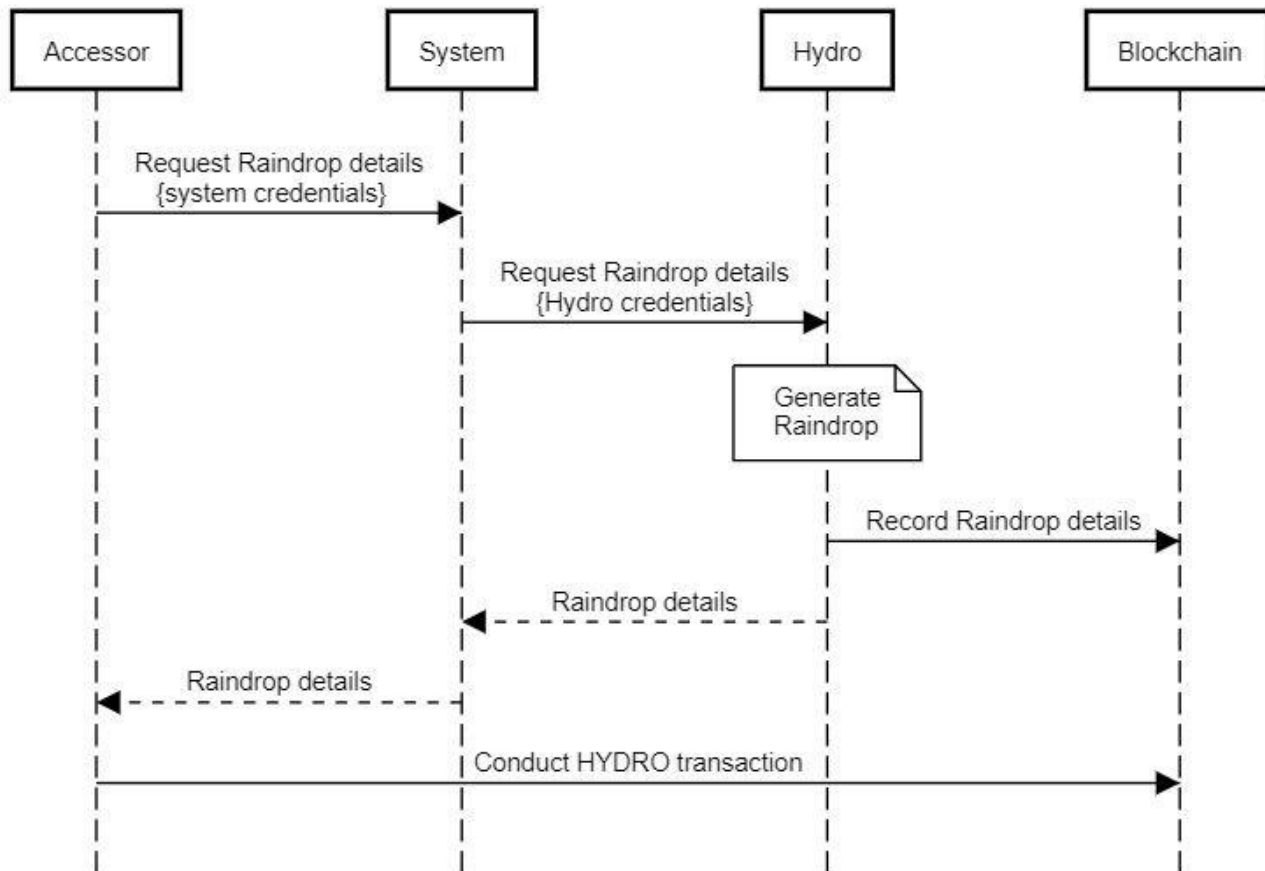 Accessor
System
Hydro
Blockchain
Request Raindrop details
{system credentials}
Request Raindrop details
{Hydro credentials}
Generate
Raindrop
Record Raindrop details
Raindrop details
Raindrop details
Conduct HYDRO transaction